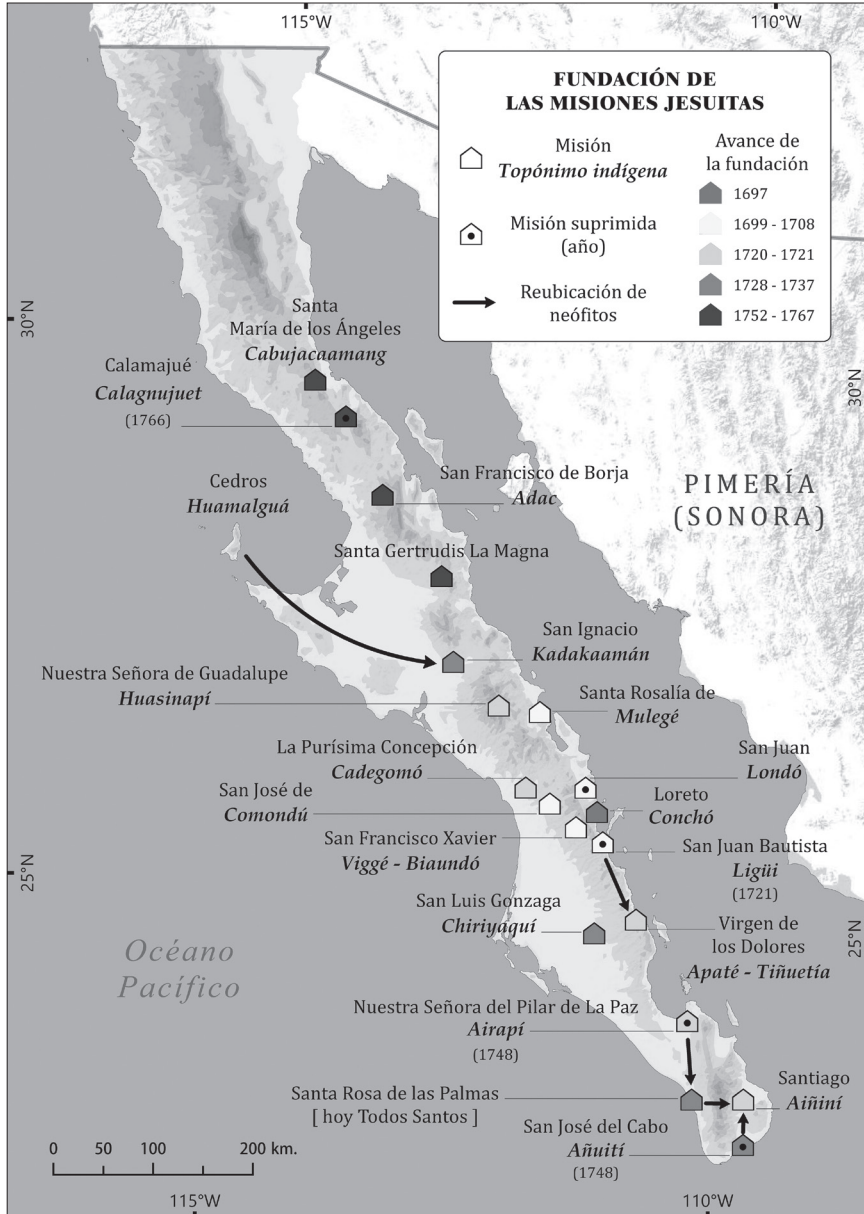 115°W
110°W
FUNDACIÓN DE
LAS MISIONES JESUITAS
Misión
Topónimo indígena
Misión suprimida
(año)
Reubicación de
neófitos
Avance de
la fundación
1697
1699 - 1708
1720 - 1721
1728 - 1737
1752 - 1767
30°N
30°N
Santa
María de los Ángeles
Cabujacaamang
Calamajué
Calagnujuet
(1766)
Cedros
Huamalguá
San Francisco de Borja
Adac
PIMERÍA
(SONORA)
Santa Gertrudis La Magna
San Ignacio
Kadakaamán
Nuestra Señora de Guadalupe
Huasinapí
Santa Rosalía de
Mulegé
La Purísima Concepción
Cadegomó
San Juan
Londó
San José de
Comondú
Loreto
Conchó
San Francisco Xavier
Viggé - Biaundó
San Juan Bautista
Ligüi
(1721)
25°N
25°N
San Luis Gonzaga
Chiriyaquí
Virgen de
los Dolores
Apaté - Tiñuetía
Océano
Pacífico
Nuestra Señora del Pilar de La Paz
Airapí
(1748)
Santa Rosa de las Palmas
[ hoy Todos Santos ]
Santiago
Aiñiní
San José del Cabo
Añuití
(1748)
0 50 100 200 km.
115°W
110°W